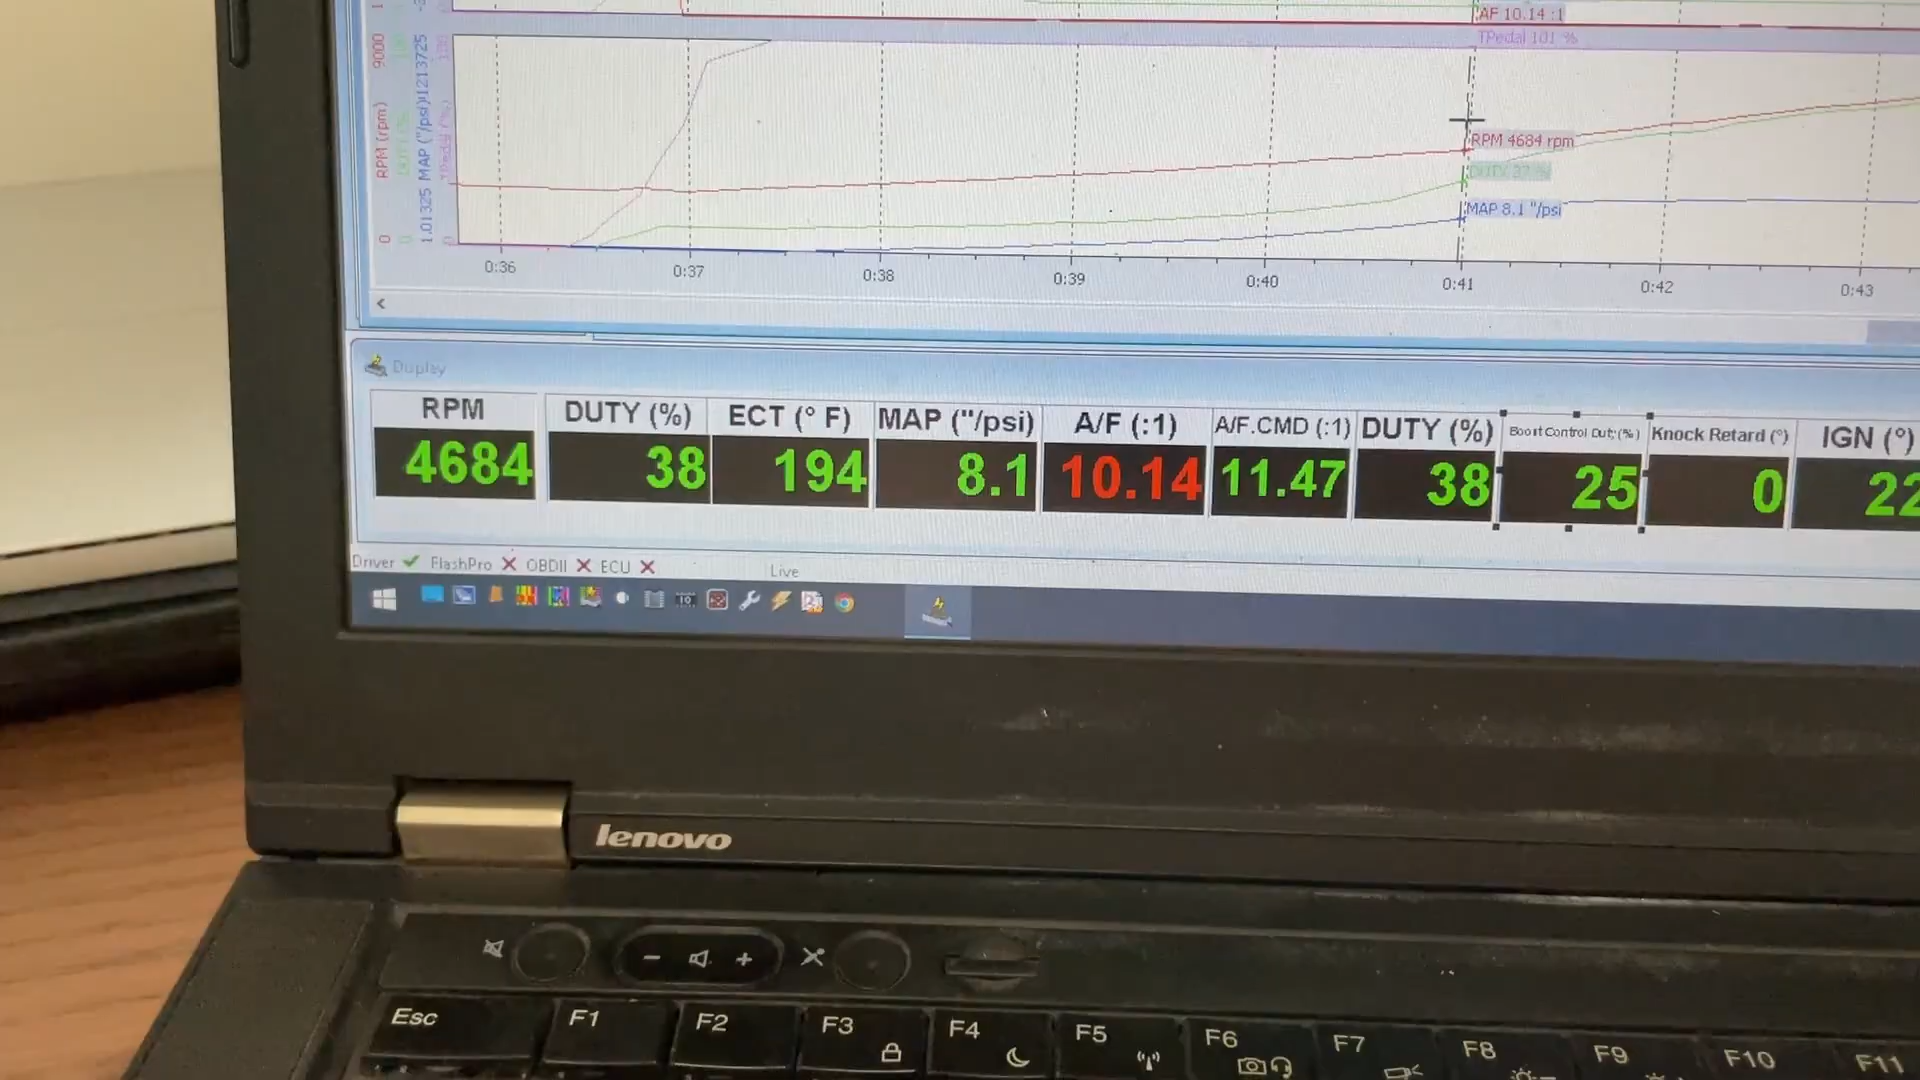 AF 10.14 :1
TPedal 101 %
RPM (rpm) 0 9000
MAP ("/psi)
1.01325
RPM 4684 rpm
MAP 8.1 "/psi
0:36 0:37 0:38 0:39 0:40 0:41 0:42 0:43
<
RPM DUTY (%) ECT (° F) MAP ("/psi) A/F (:1) A/F.CMD (:1) DUTY (%) Boost Control Duty (%) Knock Retard (°) IGN (°)
4684 38 194 8.1 10.14 11.47 38 25 0 22
Driver FlashPro OBDII ECU Live
lenovo
Esc F1 F2 F3 F4 F5 F6 F7 F8 F9 F10 F11